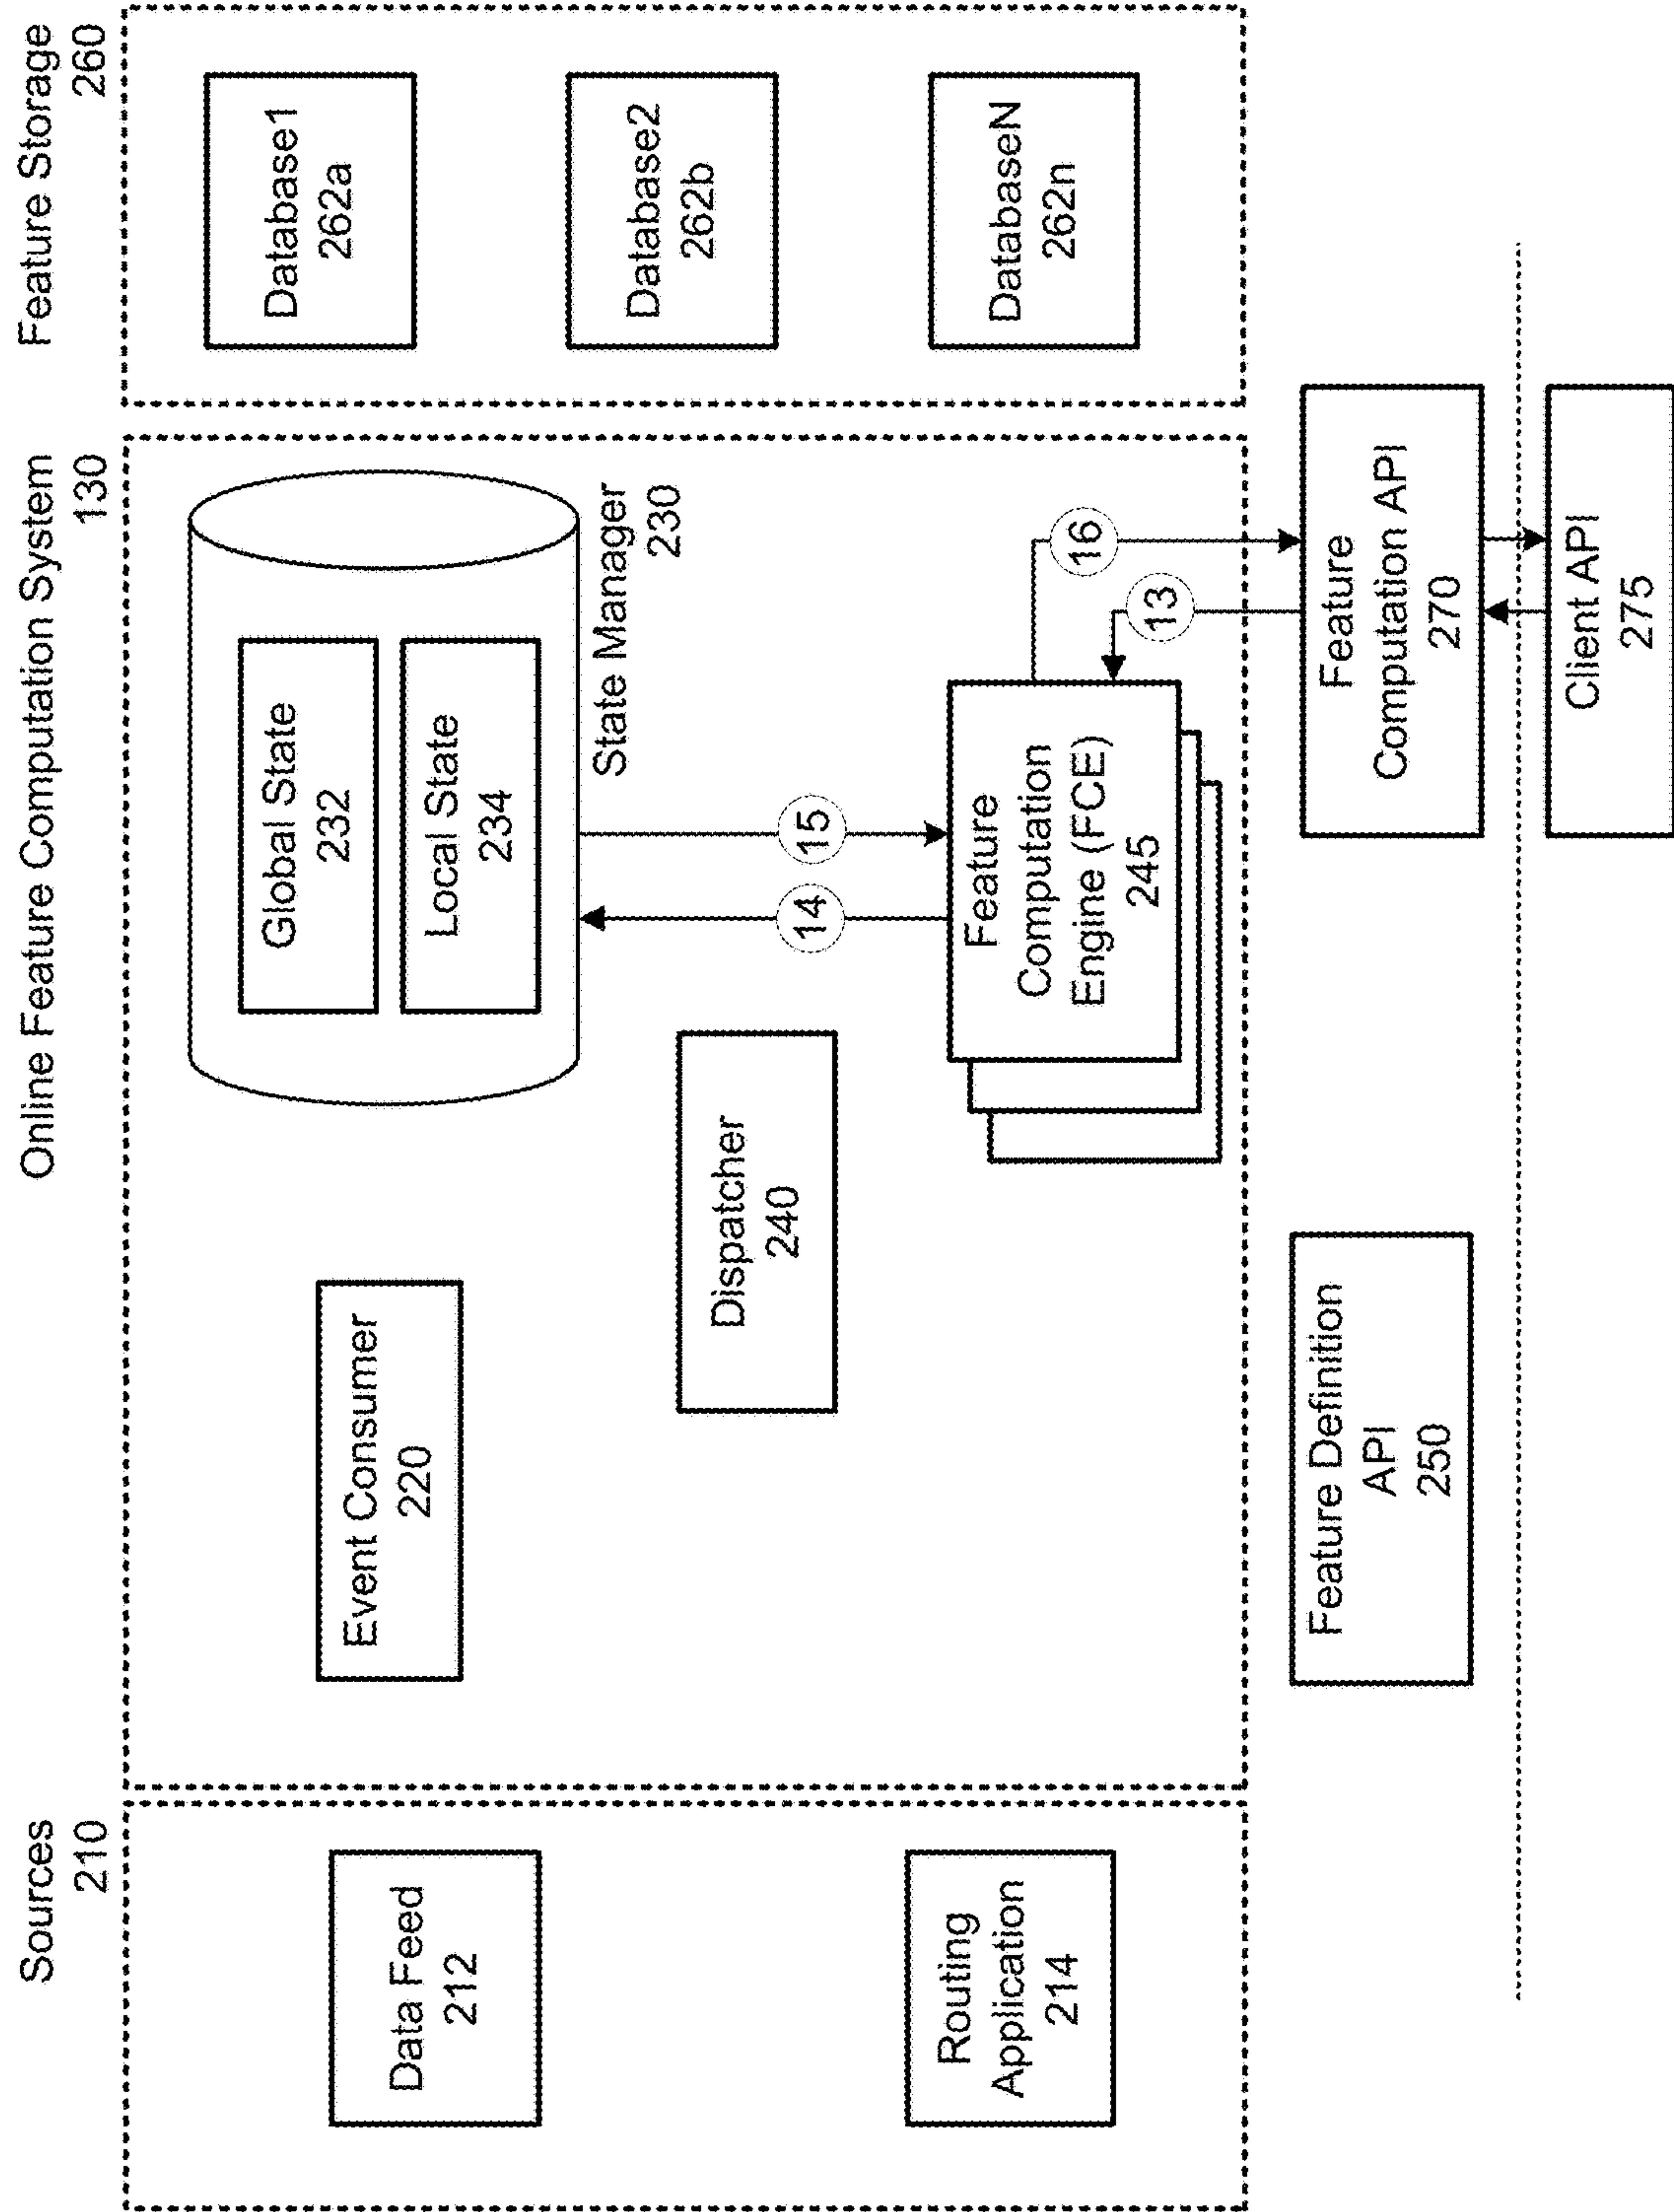 Sources
210
Data Feed
212
Routing
Application
214
Online Feature Computation System
130
Event Consumer
220
Global State
232
Local State
234
State Manager
230
Dispatcher
240
14
15
Feature
Computation
Engine (FCE)
245
13
16
Feature Storage
260
Database1
262a
Database2
262b
DatabaseN
262n
Feature Definition
API
250
Feature
Computation API
270
Client API
275